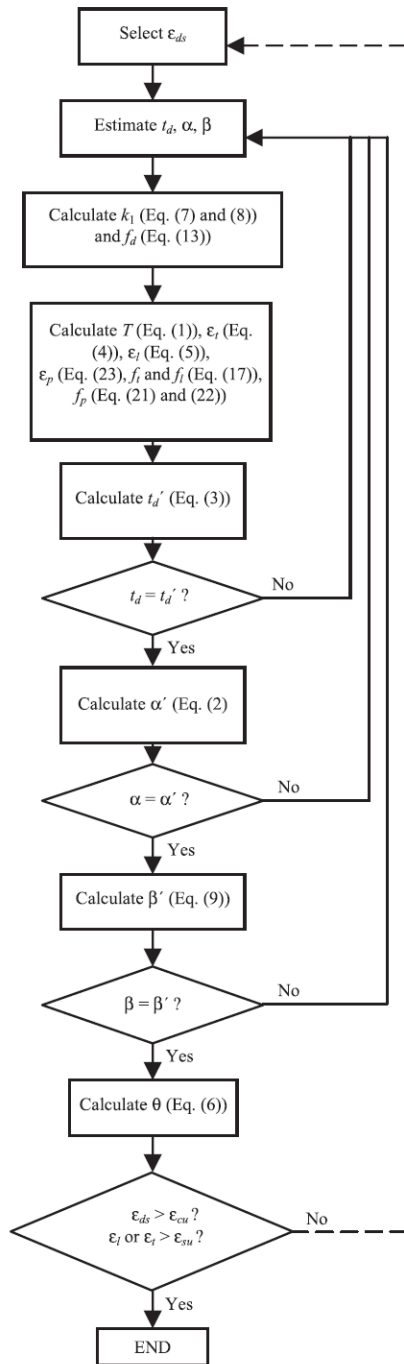 Select ε_ds
Estimate t_d, α, β
Calculate k₁ (Eq. (7) and (8))
and f_d (Eq. (13))
Calculate T (Eq. (1)), ε_t (Eq.
(4)), ε_l (Eq. (5)),
ε_p (Eq. (23), f_t and f_l (Eq. (17)),
f_p (Eq. (21) and (22))
Calculate t_d´ (Eq. (3))
t_d = t_d´ ?
No
Yes
Calculate α´ (Eq. (2)
α = α´ ?
No
Yes
Calculate β´ (Eq. (9))
β = β´ ?
No
Yes
Calculate θ (Eq. (6))
ε_ds > ε_cu ?
ε_l or ε_t > ε_su ?
No
Yes
END